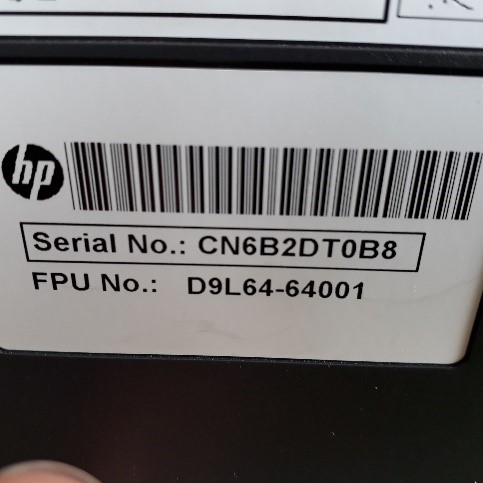 hp
Serial No.: CN6B2DT0B8
FPU No.: D9L64-64001